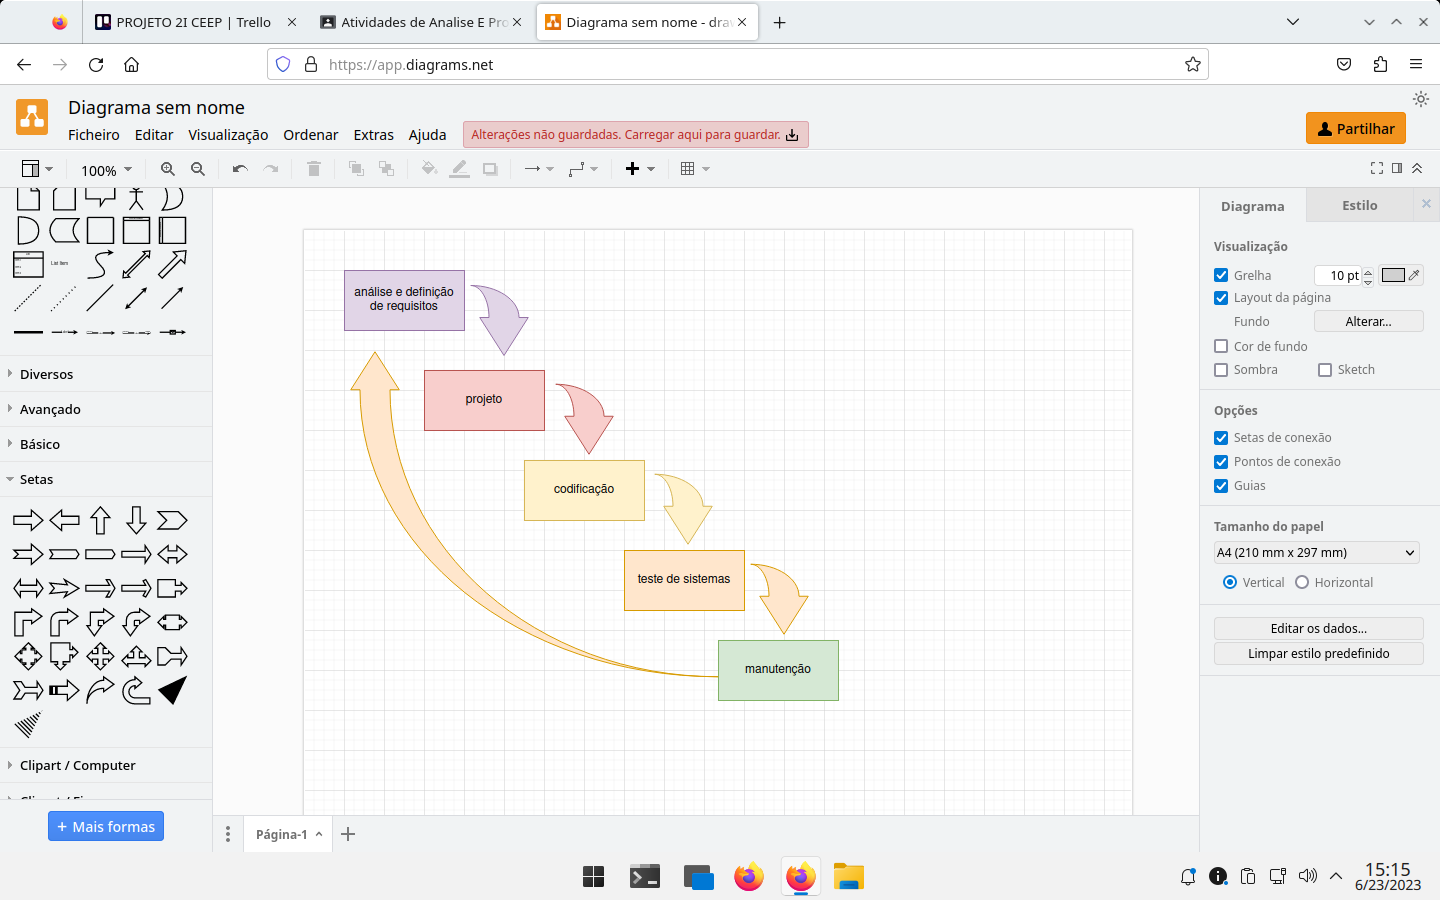 PROJETO 2I CEEP | Trello
Atividades de Analise E Pro
Diagrama sem nome - draw
https://app.diagrams.net
Diagrama sem nome
Ficheiro Editar Visualização Ordenar Extras Ajuda
Alterações não guardadas. Carregar aqui para guardar.
Partilhar
100%
List Item
Diversos
Avançado
Básico
Setas
Clipart / Computer
+ Mais formas
análise e definição
de requisitos
projeto
codificação
teste de sistemas
manutenção
Página-1
Diagrama Estilo
Visualização
Grelha 10 pt
Layout da página
Fundo Alterar...
Cor de fundo
Sombra Sketch
Opções
Setas de conexão
Pontos de conexão
Guias
Tamanho do papel
A4 (210 mm x 297 mm)
Vertical Horizontal
Editar os dados...
Limpar estilo predefinido
15:15
6/23/2023